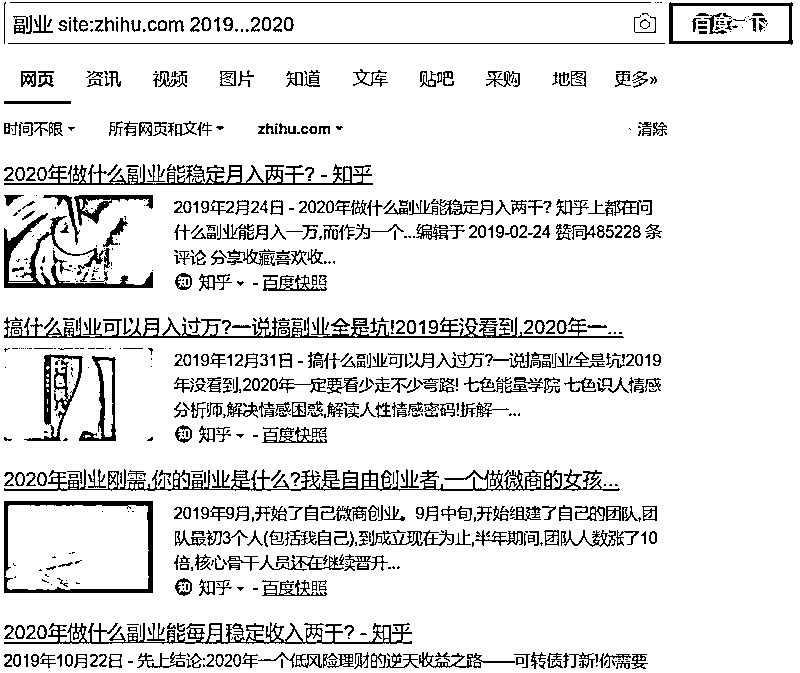 副业 site:zhihu.com 2019...2020 百度一下
网页 资讯 视频 图片 知道 文库 贴吧 采购 地图 更多»
时间不限 所有网页和文件 zhihu.com 清除
2020年做什么副业能稳定月入两千? - 知乎
2019年2月24日 - 2020年做什么副业能稳定月入两千? 知乎上都在问
什么副业能月入一万,而作为一个...编辑于 2019-02-24 赞同485228 条
评论 分享收藏喜欢收...
知 知乎 - 百度快照
搞什么副业可以月入过万?一说搞副业全是坑!2019年没看到,2020年一...
2019年12月31日 - 搞什么副业可以月入过万?一说搞副业全是坑!2019
年没看到,2020年一定要看少走不少弯路! 七色能量学院 七色识人情感
分析师,解决情感困惑,解读人性情感密码!拆解一...
知 知乎 - 百度快照
2020年副业刚需,你的副业是什么?我是自由创业者,一个做微商的女孩...
2019年9月,开始了自己微商创业。9月中旬,开始组建了自己的团队,团
队最初3个人(包括我自己),到成立现在为止,半年期间,团队人数涨了10
倍,核心骨干人员还在继续晋升...
知 知乎 - 百度快照
2020年做什么副业能每月稳定收入两千? - 知乎
2019年10月22日 - 先上结论:2020年一个低风险理财的逆天收益之路——可转债打新!你需要